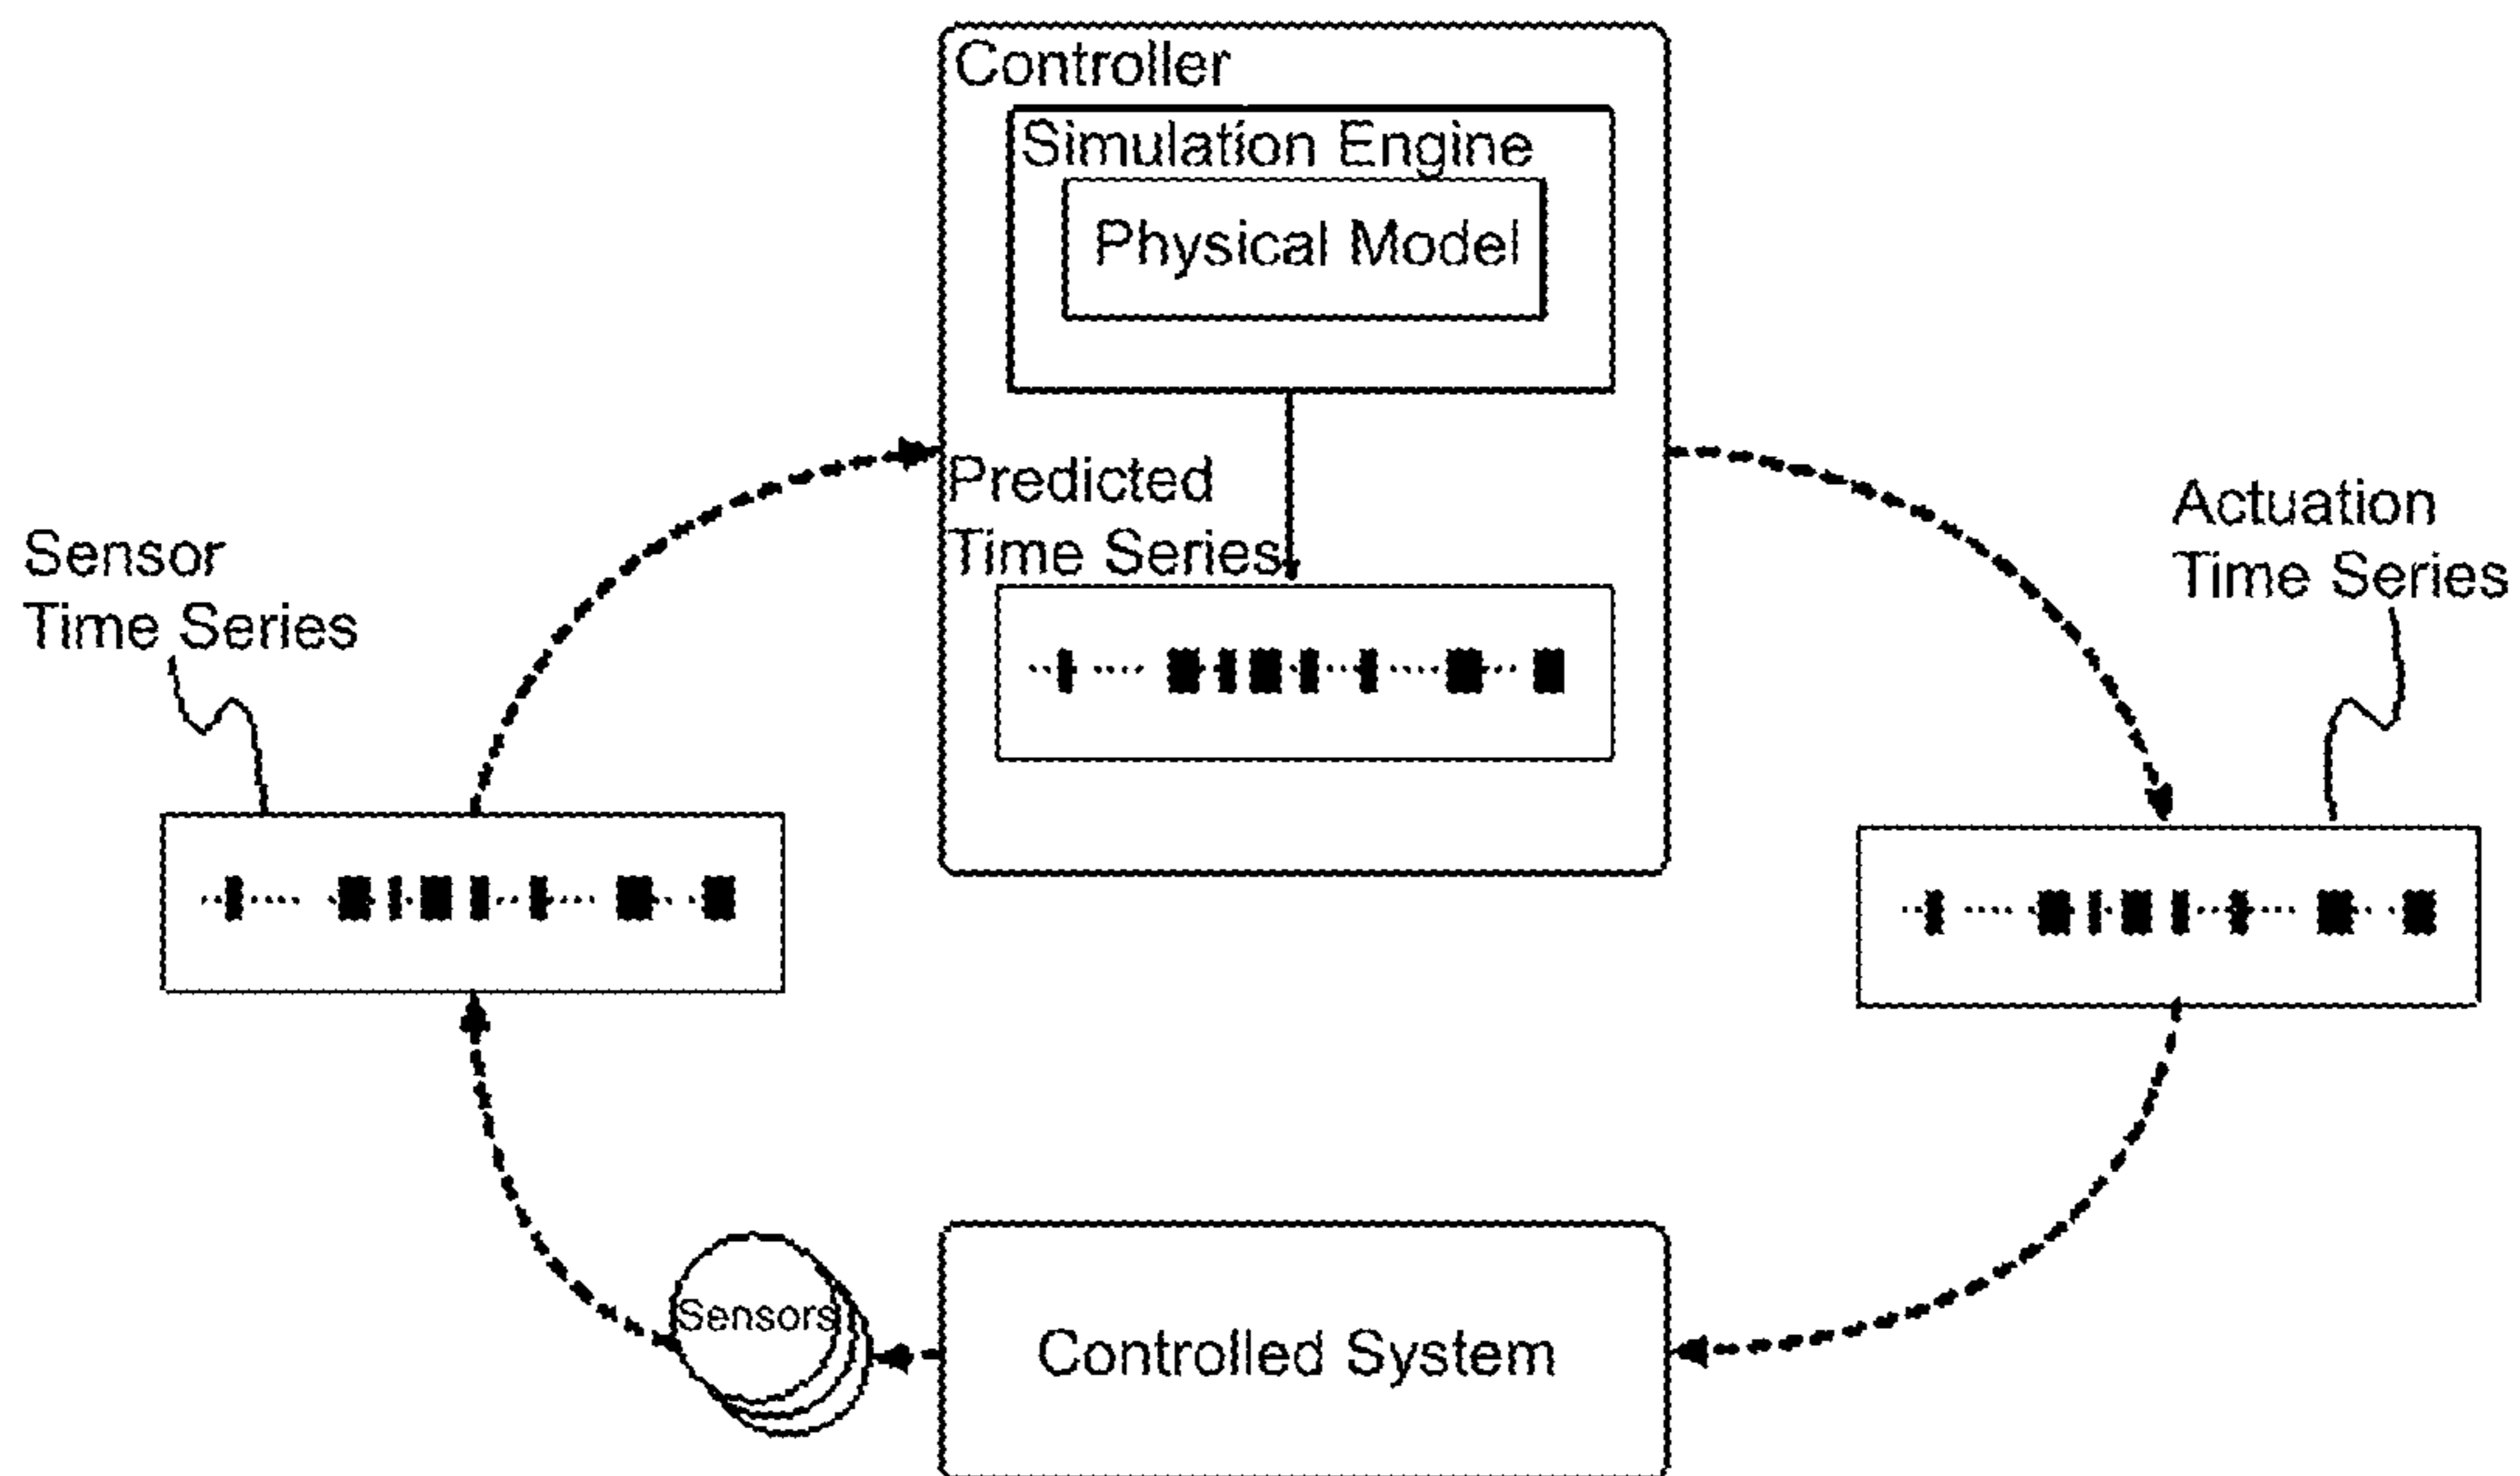 Controller
Simulation Engine
Physical Model
Predicted
Time Series
Sensor
Time Series
Actuation
Time Series
Sensors
Controlled System